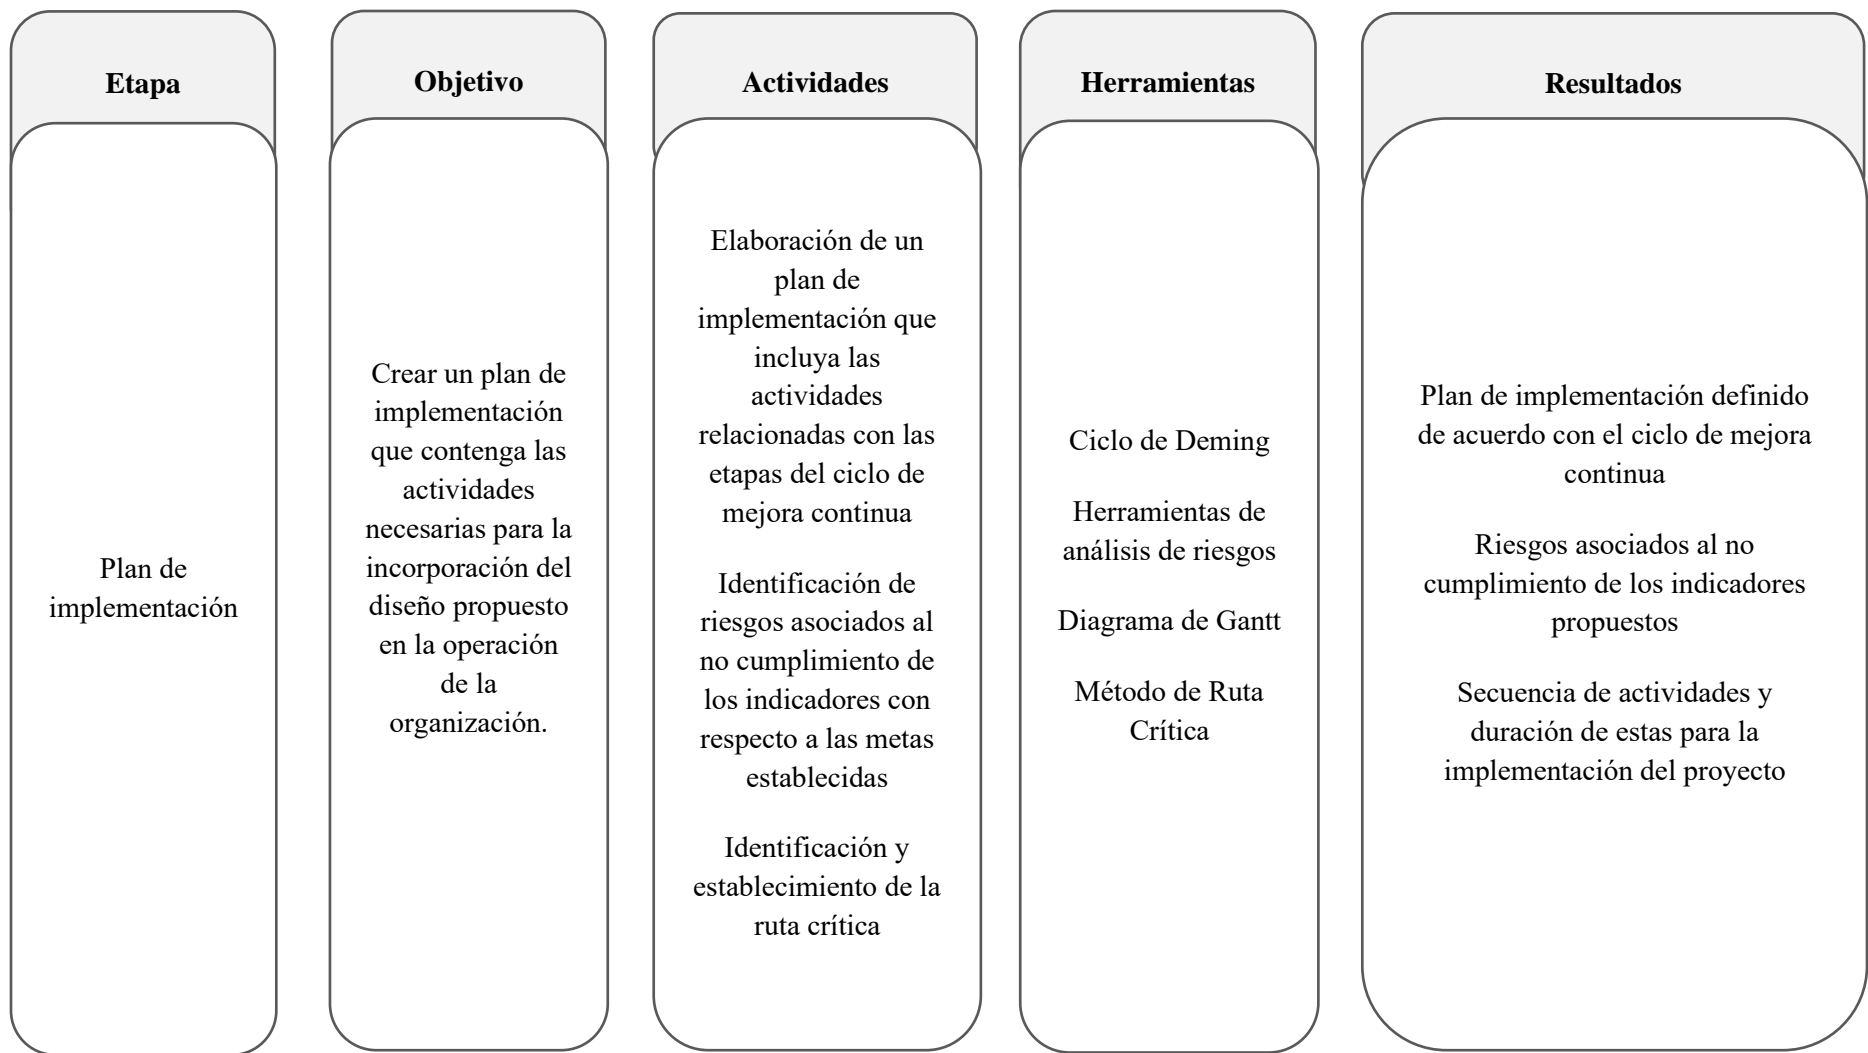 Etapa
Plan de
implementación
Objetivo
Crear un plan de
implementación
que contenga las
actividades
necesarias para la
incorporación del
diseño propuesto
en la operación
de la
organización.
Actividades
Elaboración de un
plan de
implementación que
incluya las
actividades
relacionadas con las
etapas del ciclo de
mejora continua
Identificación de
riesgos asociados al
no cumplimiento de
los indicadores con
respecto a las metas
establecidas
Identificación y
establecimiento de la
ruta crítica
Herramientas
Ciclo de Deming
Herramientas de
análisis de riesgos
Diagrama de Gantt
Método de Ruta
Crítica
Resultados
Plan de implementación definido
de acuerdo con el ciclo de mejora
continua
Riesgos asociados al no
cumplimiento de los indicadores
propuestos
Secuencia de actividades y
duración de estas para la
implementación del proyecto